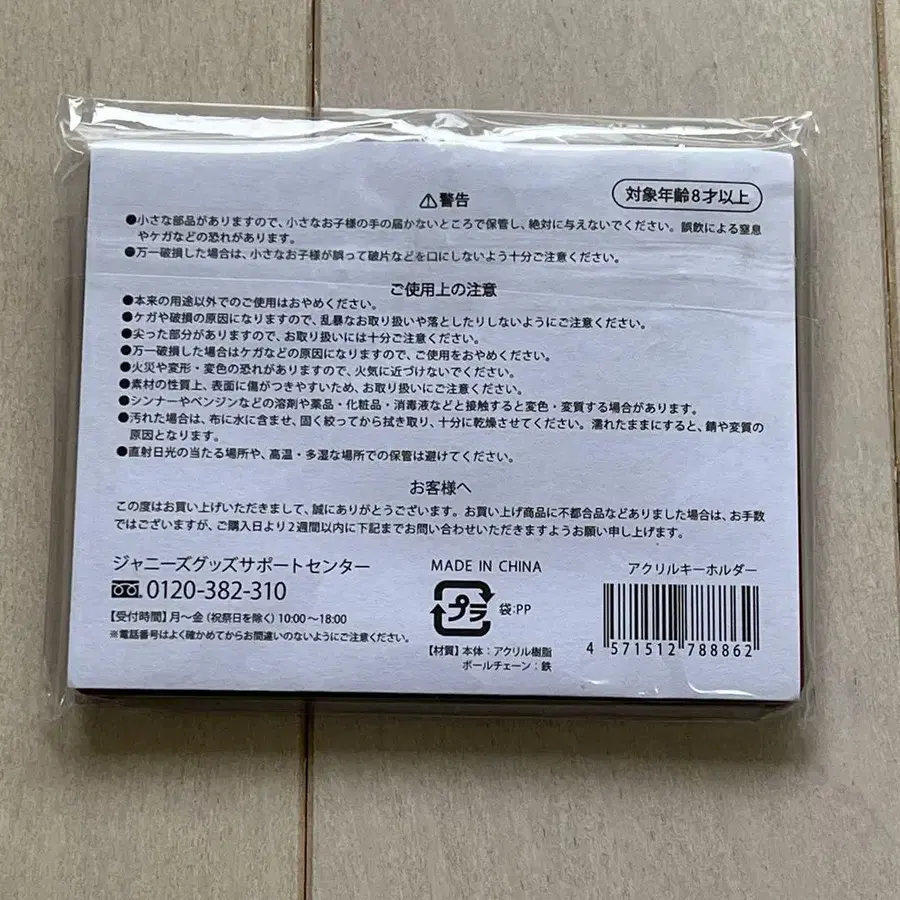 ⚠警告
対象年齢8才以上
●小さな部品がありますので、小さなお子様の手の届かないところで保管し、絶対に与えないでください。誤飲による窒息
やケガなどの恐れがあります。
●万一破損した場合は、小さなお子様が誤って破片などを口にしないよう十分ご注意ください。
ご使用上の注意
●本来の用途以外でのご使用はおやめください。
●ケガや破損の原因になりますので、乱暴なお取り扱いや落としたりしないようにご注意ください。
●尖った部分がありますので、お取り扱いには十分ご注意ください。
●万一破損した場合はケガなどの原因になりますので、ご使用をおやめください。
●火災や変形・変色の恐れがありますので、火気に近づけないでください。
●素材の性質上、表面に傷がつきやすいため、お取り扱いにご注意ください。
●シンナーやベンジンなどの溶剤や薬品・化粧品・消毒液などと接触すると変色・変質する場合があります。
●汚れた場合は、布に水に含ませ、固く絞ってから拭き取り、十分に乾燥させてください。濡れたままにすると、錆や変質の
原因となります。
●直射日光の当たる場所や、高温・多湿な場所での保管は避けてください。
お客様へ
この度はお買い上げいただきまして、誠にありがとうございます。お買い上げ商品に不都合品などありました場合は、お手数
ではございますが、ご購入日より2週間以内に下記までお問い合わせいただきますようお願い申し上げます。
ジャニーズグッズサポートセンター
0120-382-310
【受付時間】月〜金(祝祭日を除く)10:00〜18:00
※電話番号はよく確かめてからお間違いのないようにご注意ください。
MADE IN CHINA
プラ 袋:PP
【材質】本体:アクリル樹脂
ボールチェーン:鉄
アクリルキーホルダー
4 571512 788862